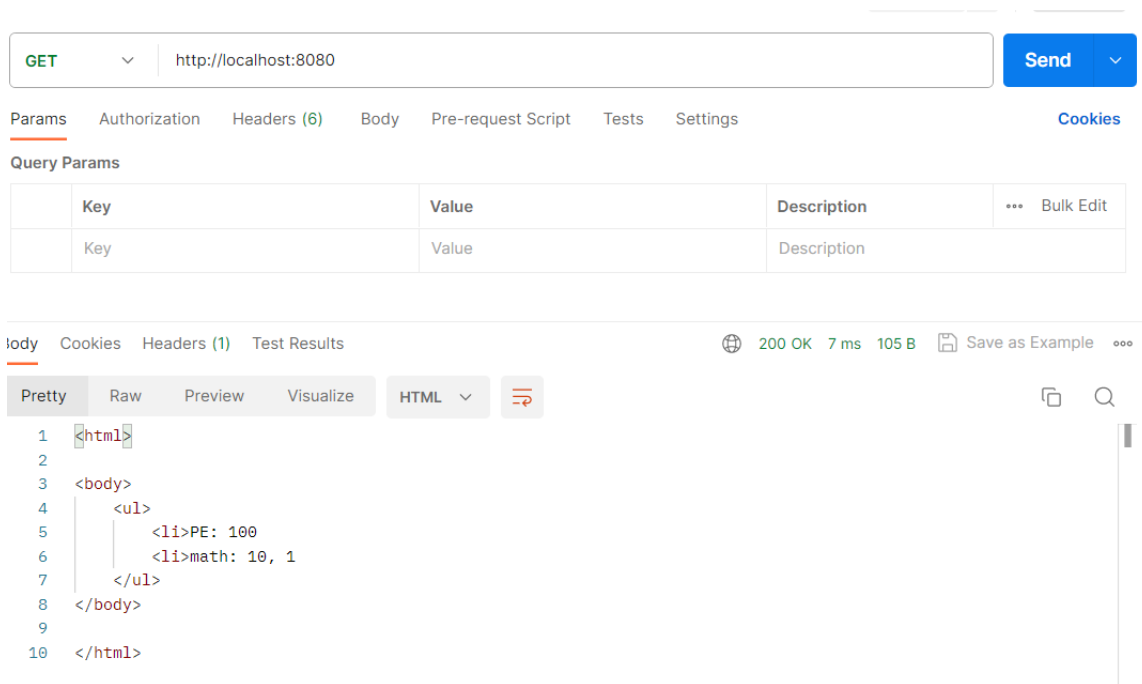 GET http://localhost:8080 Send
Params Authorization Headers (6) Body Pre-request Script Tests Settings Cookies
Query Params
Key Value Description Bulk Edit
Key Value Description
Body Cookies Headers (1) Test Results 200 OK 7 ms 105 B Save as Example
Pretty Raw Preview Visualize HTML
1 <html>
2
3 <body>
4 <ul>
5 <li>PE: 100
6 <li>math: 10, 1
7 </ul>
8 </body>
9
10 </html>